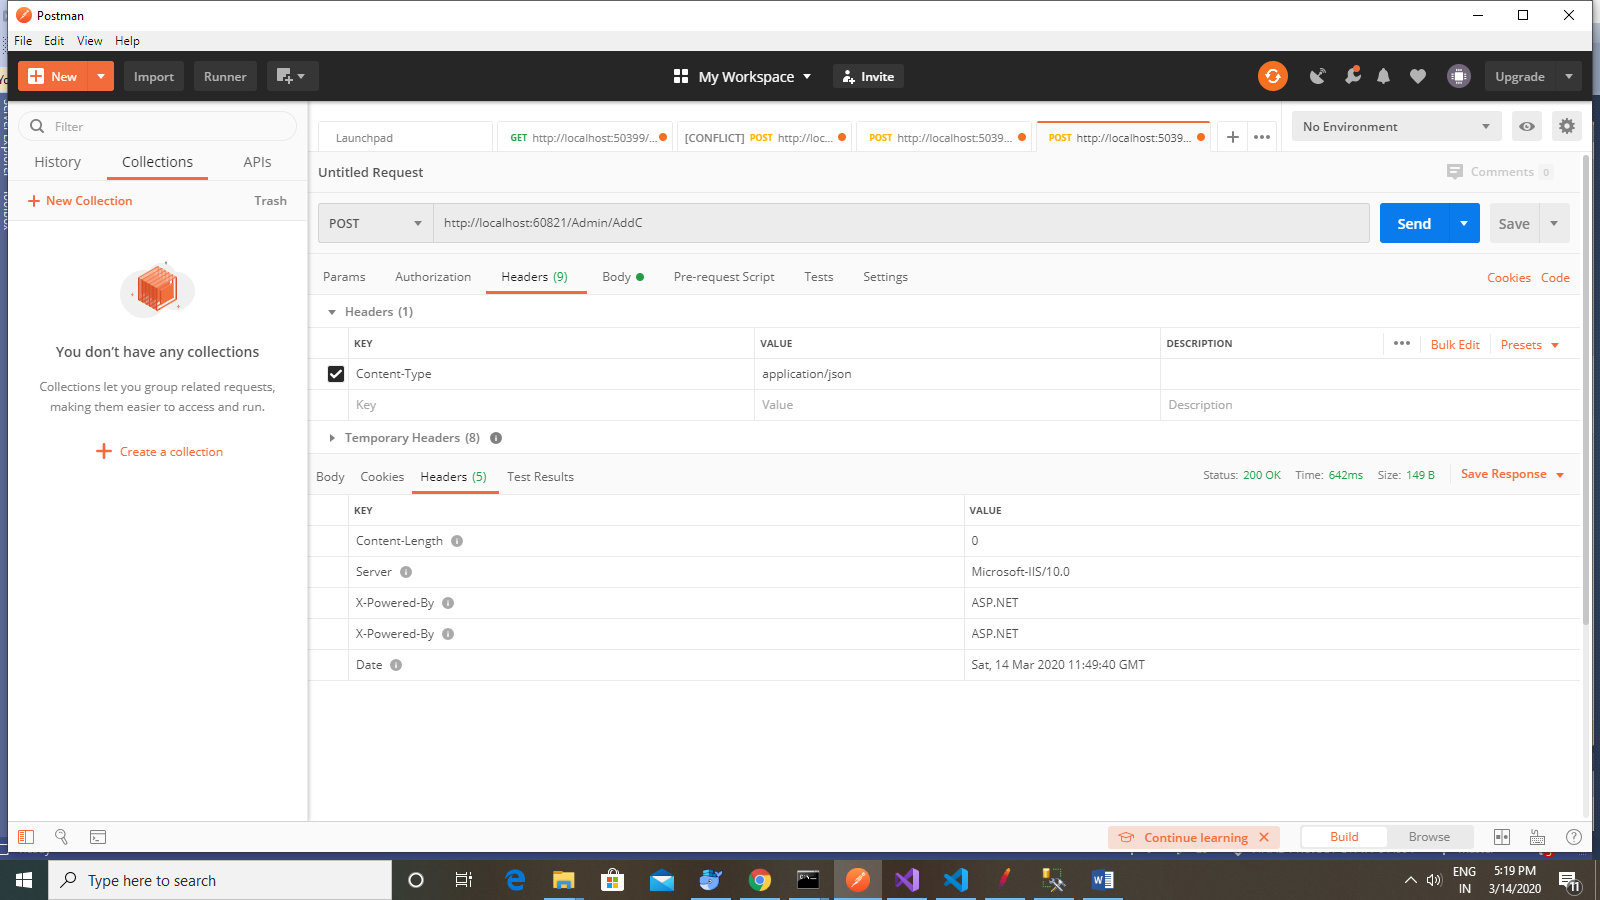 Postman
File Edit View Help
New Import Runner My Workspace Invite Upgrade
Filter
History Collections APIs
New Collection Trash
You don't have any collections
Collections let you group related requests,
making them easier to access and run.
Create a collection
Launchpad GET http://localhost:50399/... [CONFLICT] POST http://loc... POST http://localhost:5039... POST http://localhost:5039... No Environment
Untitled Request Comments 0
POST http://localhost:60821/Admin/AddC Send Save
Params Authorization Headers (9) Body Pre-request Script Tests Settings Cookies Code
Headers (1)
KEY VALUE DESCRIPTION Bulk Edit Presets
Content-Type application/json
Key Value Description
Temporary Headers (8)
Body Cookies Headers (5) Test Results Status: 200 OK Time: 642ms Size: 149 B Save Response
KEY VALUE
Content-Length 0
Server Microsoft-IIS/10.0
X-Powered-By ASP.NET
X-Powered-By ASP.NET
Date Sat, 14 Mar 2020 11:49:40 GMT
Continue learning Build Browse
Type here to search
ENG 5:19 PM
IN 3/14/2020 11